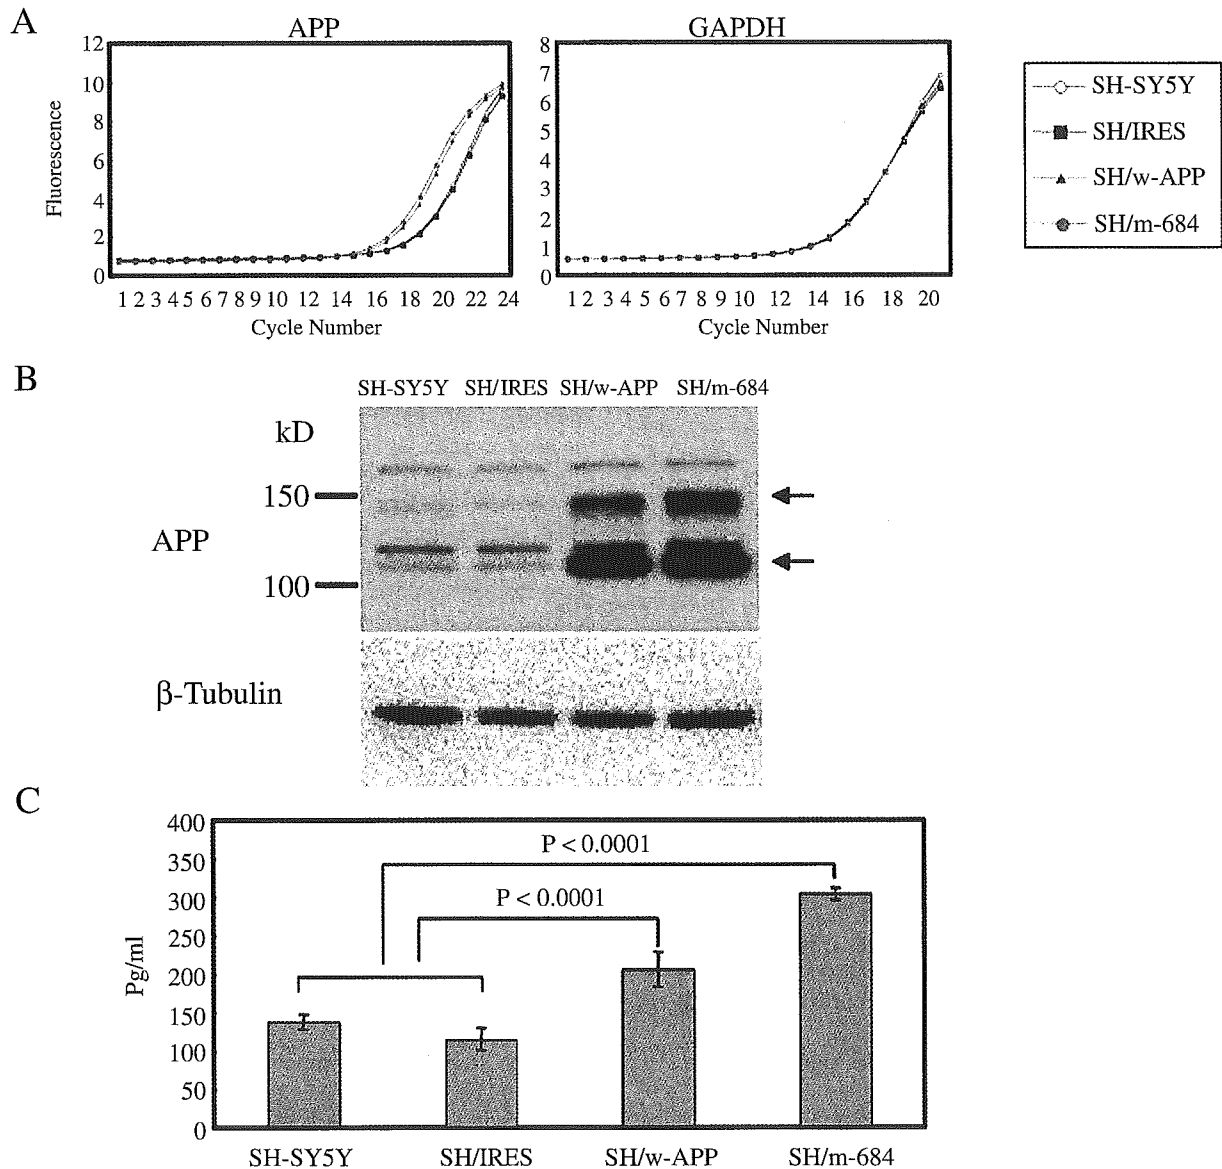 A
APP
GAPDH
12
10
8
6
4
2
0
Fluorescence
1 2 3 4 5 6 7 8 9 10 12 14 16 18 20 22 24
Cycle Number
8
7
6
5
4
3
2
1
0
1 2 3 4 6 7 8 9 10 12 14 16 18 20
Cycle Number
SH-SY5Y
SH/IRES
SH/w-APP
SH/m-684
B
SH-SY5Y SH/IRES SH/w-APP SH/m-684
kD
150
APP
100
β-Tubulin
C
400
350
300
250
200
150
100
50
0
Pg/ml
P < 0.0001
P < 0.0001
SH-SY5Y SH/IRES SH/w-APP SH/m-684